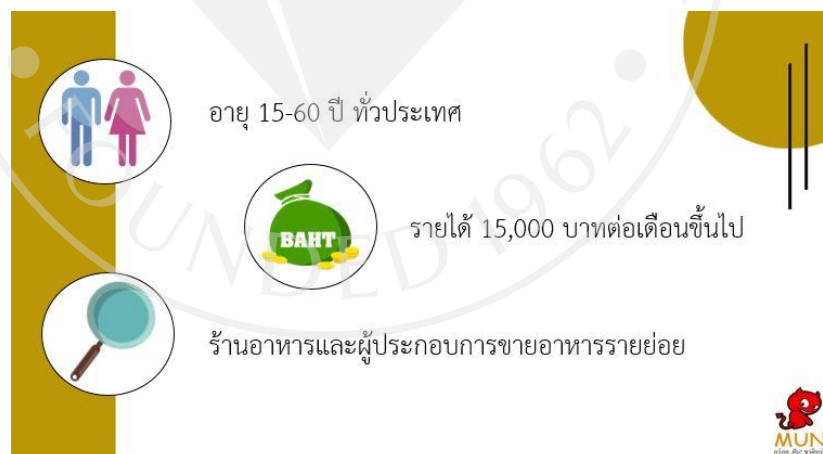 อายุ 15-60 ปี ทั่วประเทศ
BAHT
รายได้ 15,000 บาทต่อเดือนขึ้นไป
ร้านอาหารและผู้ประกอบการขายอาหารรายย่อย
FOUNDED 1962
MUN